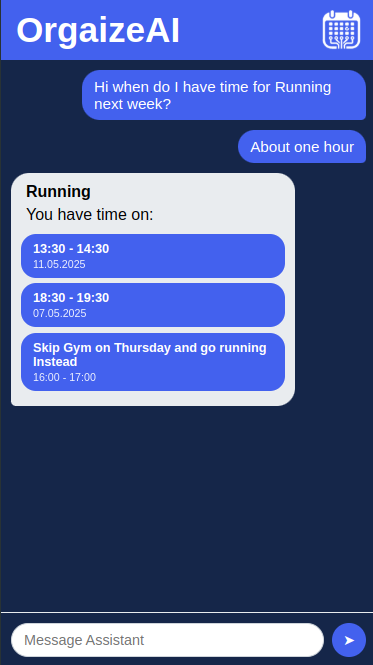 OrgaizeAI
Hi when do I have time for Running
next week?
About one hour
Running
You have time on:
13:30 - 14:30
11.05.2025
18:30 - 19:30
07.05.2025
Skip Gym on Thursday and go running
Instead
16:00 - 17:00
Message Assistant